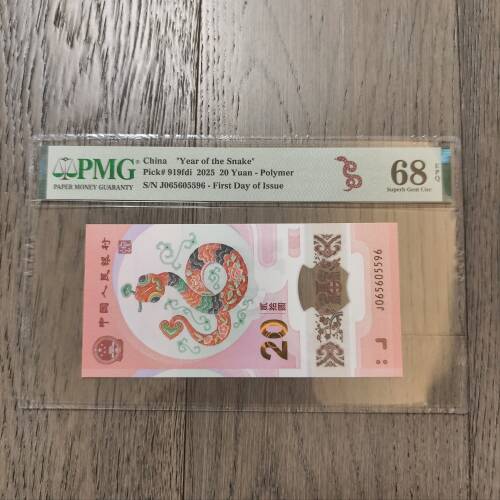 PMG
PAPER MONEY GUARANTY
China "Year of the Snake"
Pick# 919fdi 2025 20 Yuan - Polymer
S/N J065605596 - First Day of Issue
68 EPQ
Superb Gem Unc
中国人民银行
20
贰拾圆
J065605596